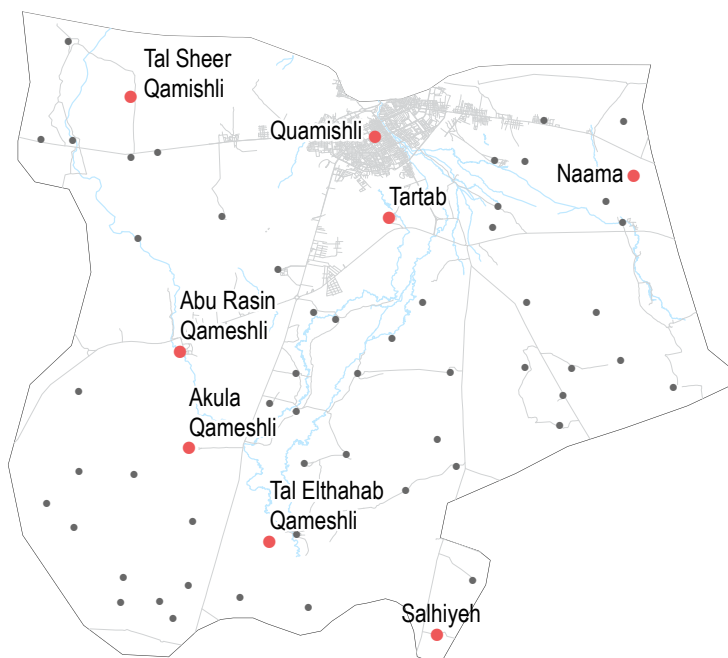 Tal Sheer
Qamishli
Quamishli
Naama
Tartab
Abu Rasin
Qameshli
Akula
Qameshli
Tal Elthahab
Qameshli
Salhiyeh